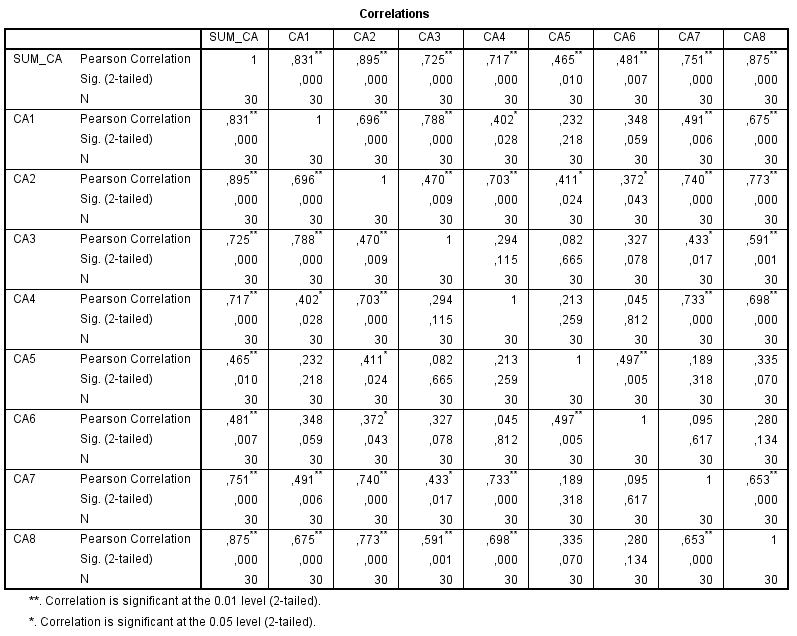 Correlations
SUM_CA CA1 CA2 CA3 CA4 CA5 CA6 CA7 CA8
SUM_CA Pearson Correlation 1 ,831** ,895** ,725** ,717** ,465** ,481** ,751** ,875**
Sig. (2-tailed) ,000 ,000 ,000 ,000 ,010 ,007 ,000 ,000
N 30 30 30 30 30 30 30 30 30
CA1 Pearson Correlation ,831** 1 ,696** ,788** ,402* ,232 ,348 ,491** ,675**
Sig. (2-tailed) ,000 ,000 ,000 ,028 ,218 ,059 ,006 ,000
N 30 30 30 30 30 30 30 30 30
CA2 Pearson Correlation ,895** ,696** 1 ,470** ,703** ,411* ,372* ,740** ,773**
Sig. (2-tailed) ,000 ,000 ,009 ,000 ,024 ,043 ,000 ,000
N 30 30 30 30 30 30 30 30 30
CA3 Pearson Correlation ,725** ,788** ,470** 1 ,294 ,082 ,327 ,433* ,591**
Sig. (2-tailed) ,000 ,000 ,009 ,115 ,665 ,078 ,017 ,001
N 30 30 30 30 30 30 30 30 30
CA4 Pearson Correlation ,717** ,402* ,703** ,294 1 ,213 ,045 ,733** ,698**
Sig. (2-tailed) ,000 ,028 ,000 ,115 ,259 ,812 ,000 ,000
N 30 30 30 30 30 30 30 30 30
CA5 Pearson Correlation ,465** ,232 ,411* ,082 ,213 1 ,497** ,189 ,335
Sig. (2-tailed) ,010 ,218 ,024 ,665 ,259 ,005 ,318 ,070
N 30 30 30 30 30 30 30 30 30
CA6 Pearson Correlation ,481** ,348 ,372* ,327 ,045 ,497** 1 ,095 ,280
Sig. (2-tailed) ,007 ,059 ,043 ,078 ,812 ,005 ,617 ,134
N 30 30 30 30 30 30 30 30 30
CA7 Pearson Correlation ,751** ,491** ,740** ,433* ,733** ,189 ,095 1 ,653**
Sig. (2-tailed) ,000 ,006 ,000 ,017 ,000 ,318 ,617 ,000
N 30 30 30 30 30 30 30 30 30
CA8 Pearson Correlation ,875** ,675** ,773** ,591** ,698** ,335 ,280 ,653** 1
Sig. (2-tailed) ,000 ,000 ,000 ,001 ,000 ,070 ,134 ,000
N 30 30 30 30 30 30 30 30 30
**. Correlation is significant at the 0.01 level (2-tailed).
*. Correlation is significant at the 0.05 level (2-tailed).